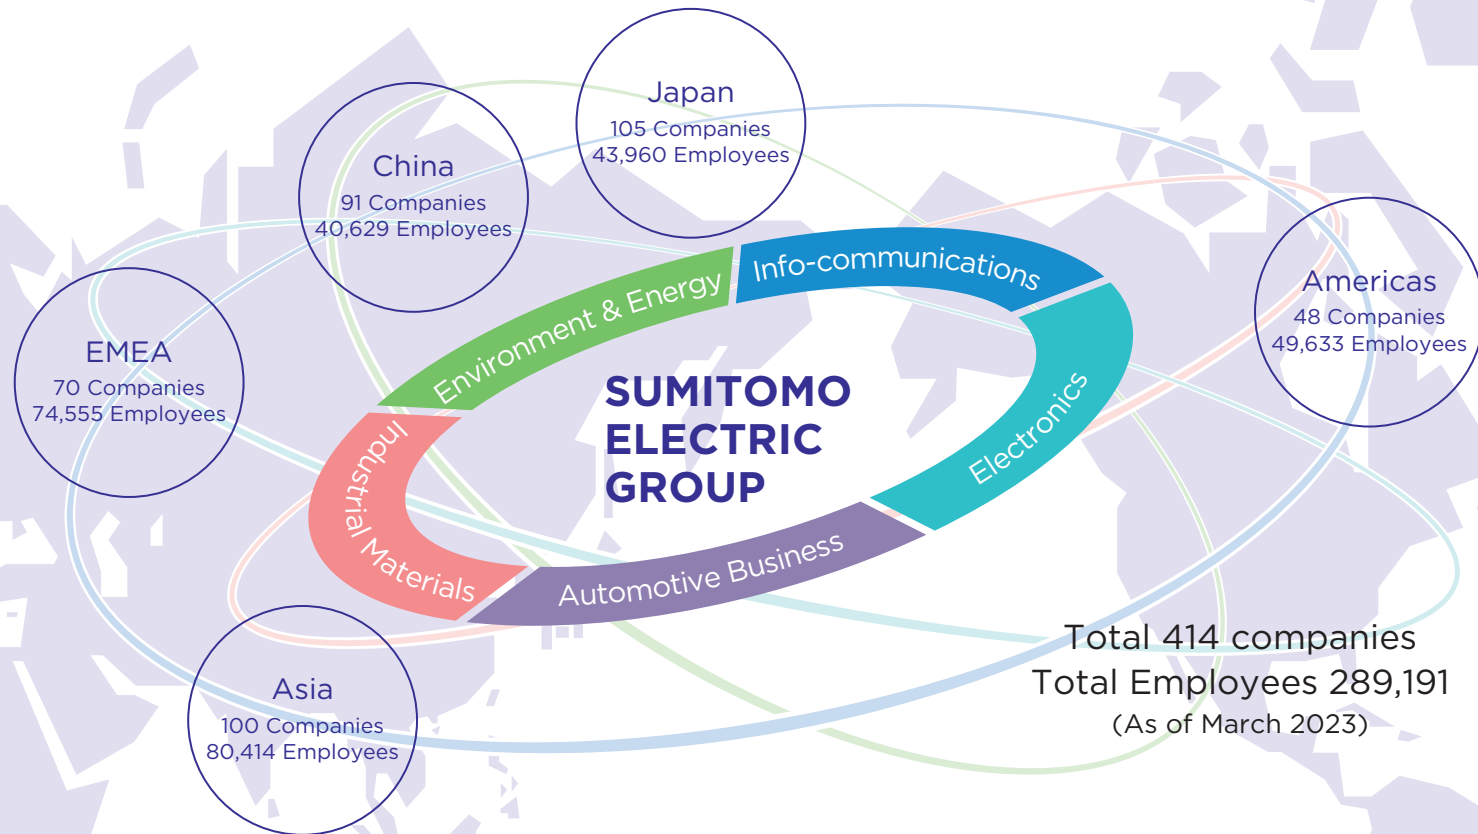 Japan
105 Companies
43,960 Employees
China
91 Companies
40,629 Employees
Americas
48 Companies
49,633 Employees
EMEA
70 Companies
74,555 Employees
Asia
100 Companies
80,414 Employees
Environment & Energy
Info-communications
Electronics
Automotive Business
Industrial Materials
SUMITOMO
ELECTRIC
GROUP
Total 414 companies
Total Employees 289,191
(As of March 2023)